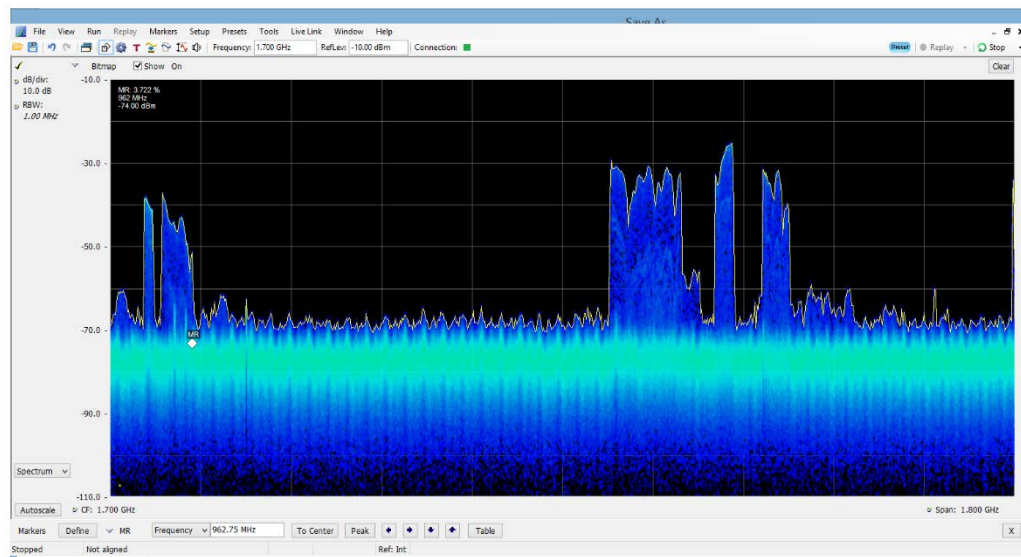 Save As
File View Run Replay Markers Setup Presets Tools Live Link Window Help
T Frequency: 1.700 GHz RefLev: -10.00 dBm Connection: Preset Replay Stop
Bitmap Show On Clear
dB/div: -10.0
10.0 dB
RBW:
1.00 MHz
MR: 3.722 %
962 MHz
-74.00 dBm
-30.0
-50.0
-70.0
MR
-90.0
Spectrum
-110.0
Autoscale CF: 1.700 GHz Span: 1.800 GHz
Markers Define MR Frequency 962.75 MHz To Center Peak Table X
Stopped Not aligned Ref: Int